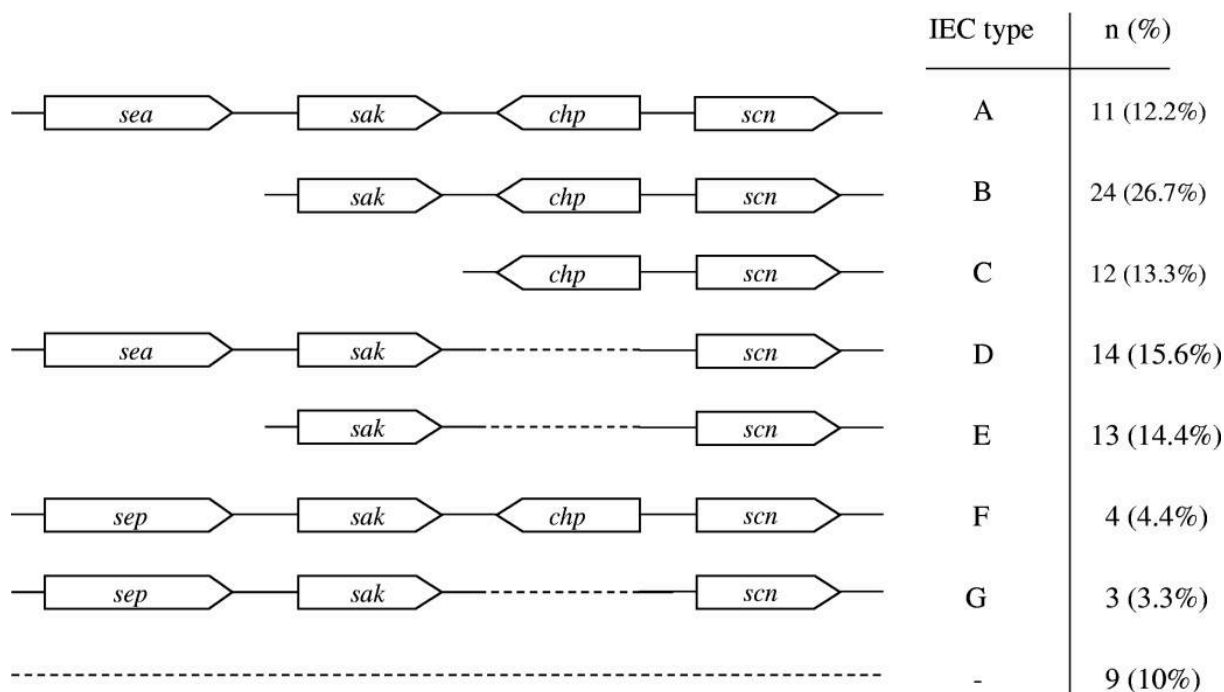 IEC type n (%)
sea sak chp scn A 11 (12.2%)
sak chp scn B 24 (26.7%)
chp scn C 12 (13.3%)
sea sak scn D 14 (15.6%)
sak scn E 13 (14.4%)
sep sak chp scn F 4 (4.4%)
sep sak scn G 3 (3.3%)
- 9 (10%)